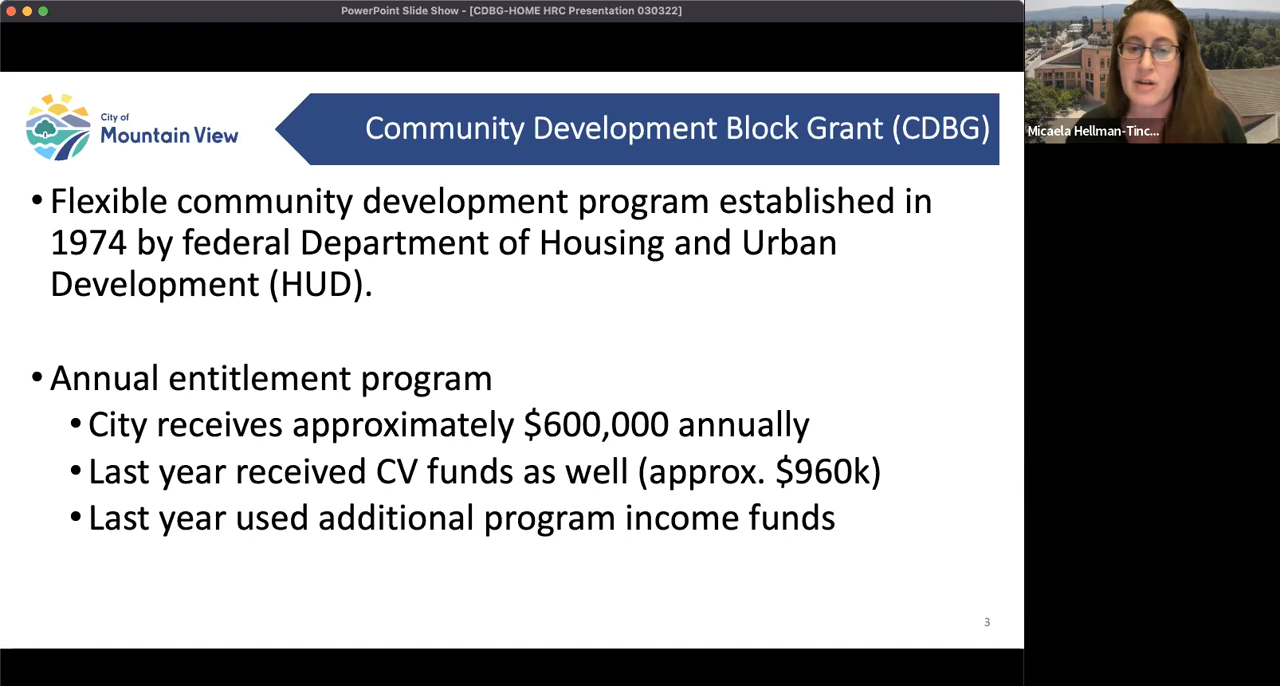 PowerPoint Slide Show - [CDBG-HOME HRC Presentation 030322]
City of
Mountain View
Community Development Block Grant (CDBG)
• Flexible community development program established in
1974 by federal Department of Housing and Urban
Development (HUD).
• Annual entitlement program
• City receives approximately $600,000 annually
• Last year received CV funds as well (approx. $960k)
• Last year used additional program income funds
3
Micaela Hellman-Tinc...